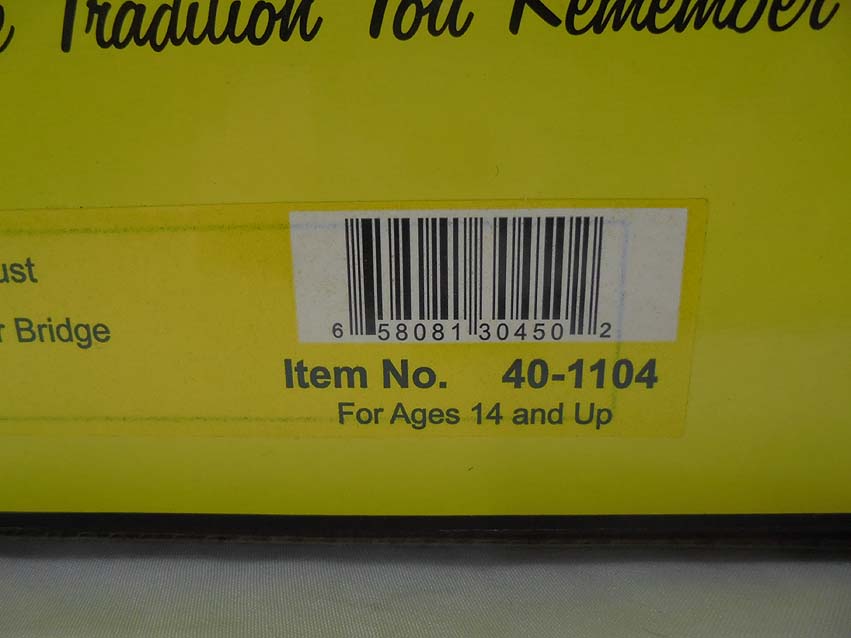 Tradition You Remember
ust
r Bridge
6 58081 30450 2
Item No. 40-1104
For Ages 14 and Up